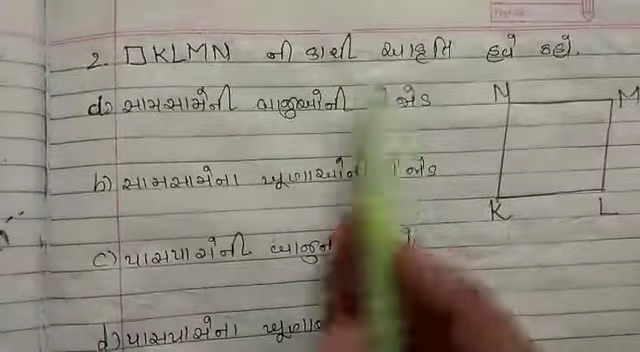 2. □KLMN ની કાચી આકૃતિ હવે કહો.
a) સામસામેની બાજુઓની જોડ
N M
b) સામસામેના ખૂણાઓની જોડ
K L
c) પાસપાસેની બાજુ
d) પાસપાસેના